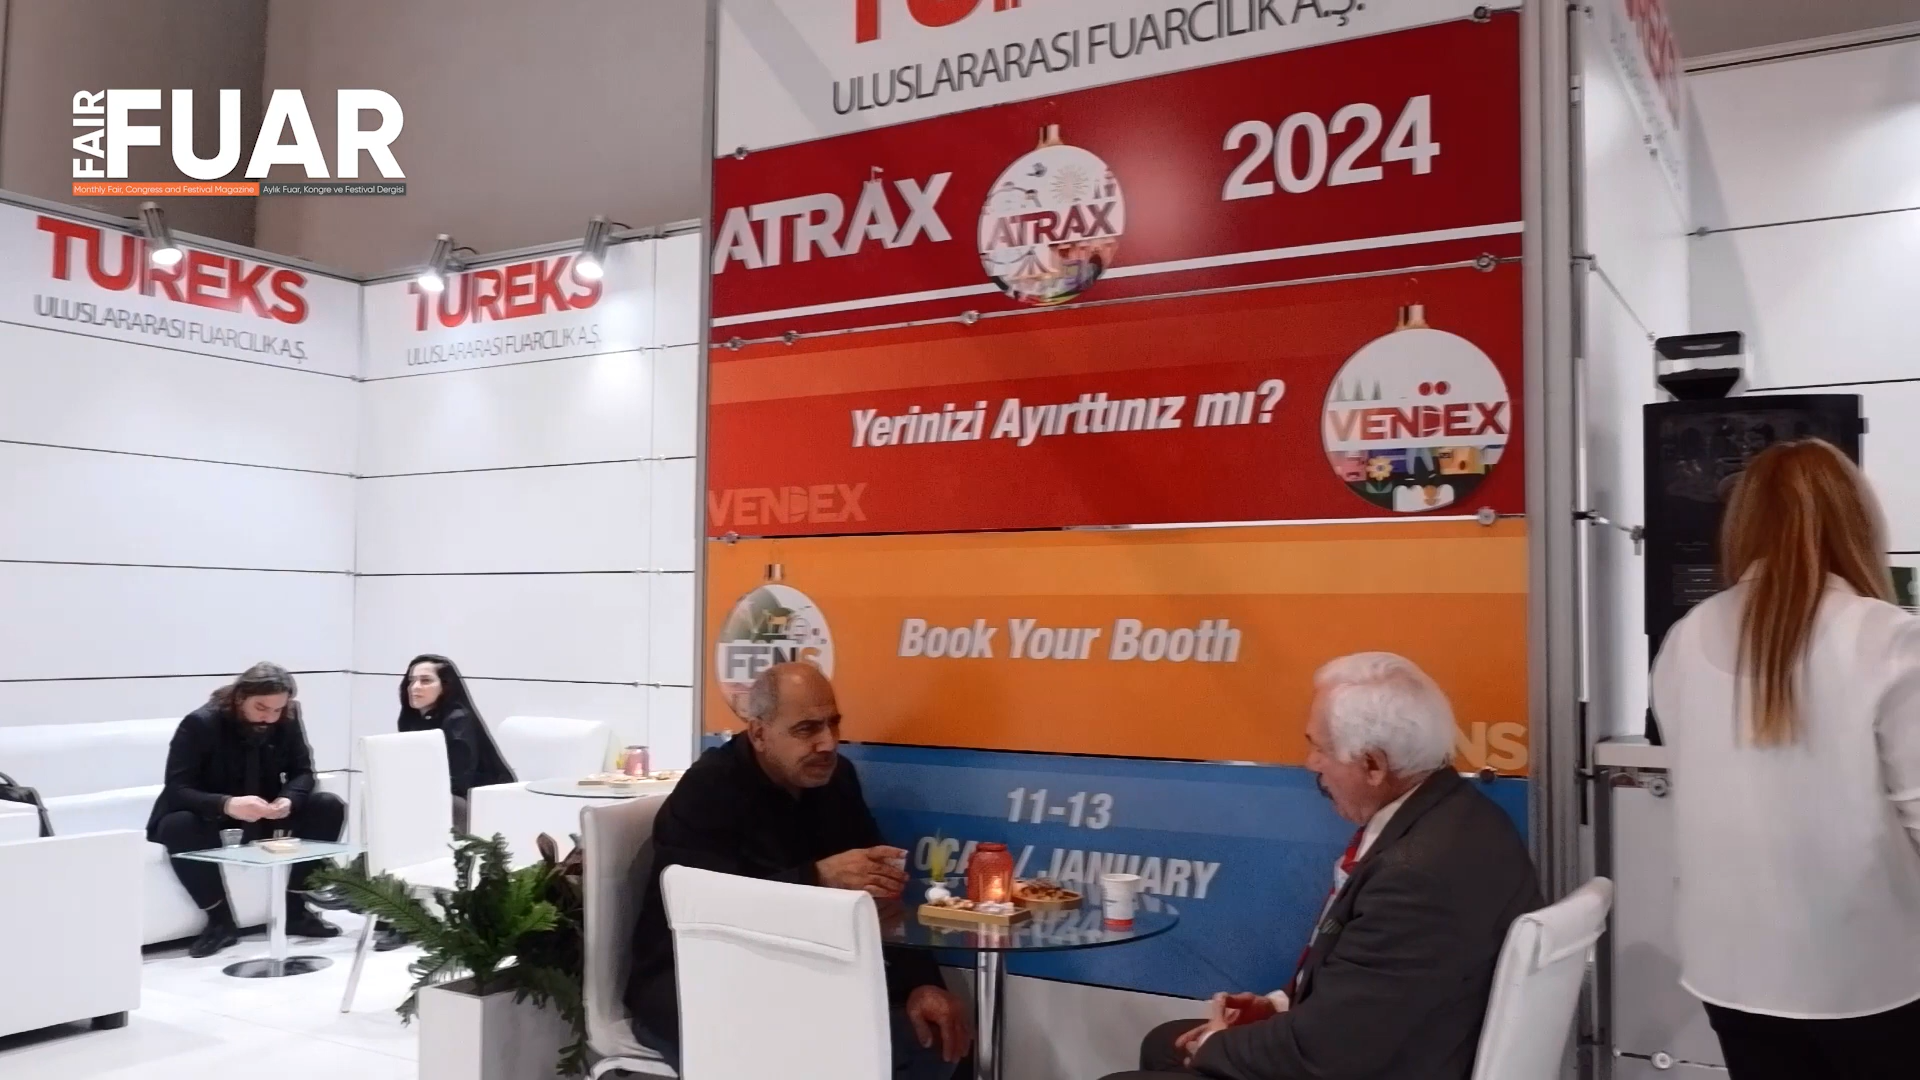 FAIR
FUAR
Monthly Fair, Congress and Festival Magazine
Aylık Fuar, Kongre ve Festival Dergisi
TUREKS
ULUSLARARASI FUARCILIK A.Ş.
TUREKS
ULUSLARARASI FUARCILIK A.Ş.
ULUSLARARASI FUARCILIK A.Ş.
ATRAX
ATRAX
2024
Yerinizi Ayırttınız mı?
VENDEX
VENDEX
FENS
Book Your Booth
NS
11-13
/ JANUARY